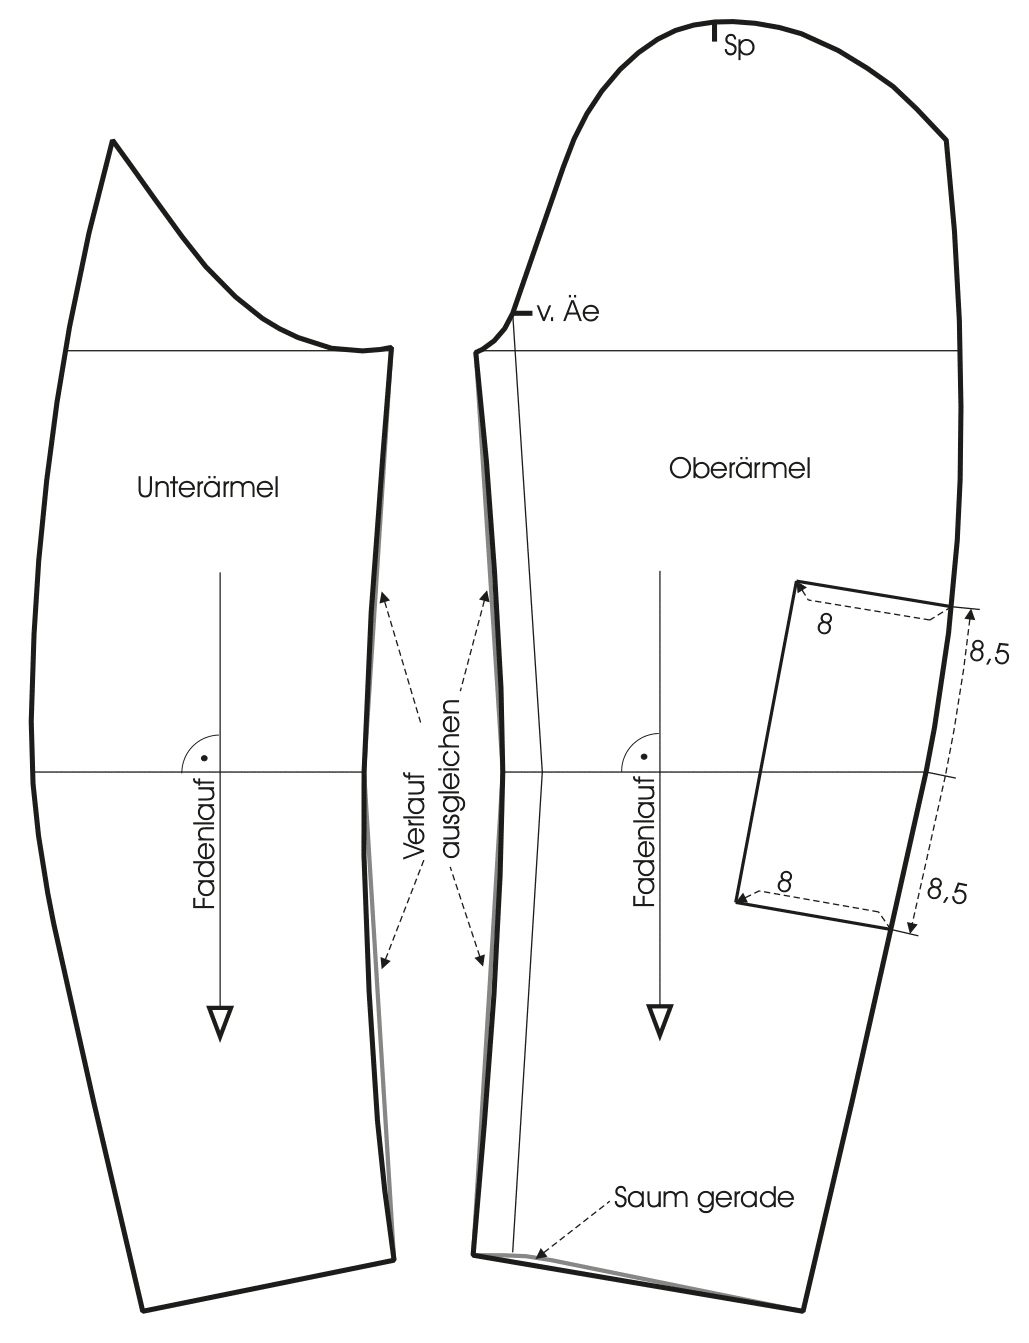 Sp
v. Äe
Unterärmel
Oberärmel
8
8,5
Verlauf
ausgleichen
Fadenlauf
Fadenlauf
8
8,5
Saum gerade